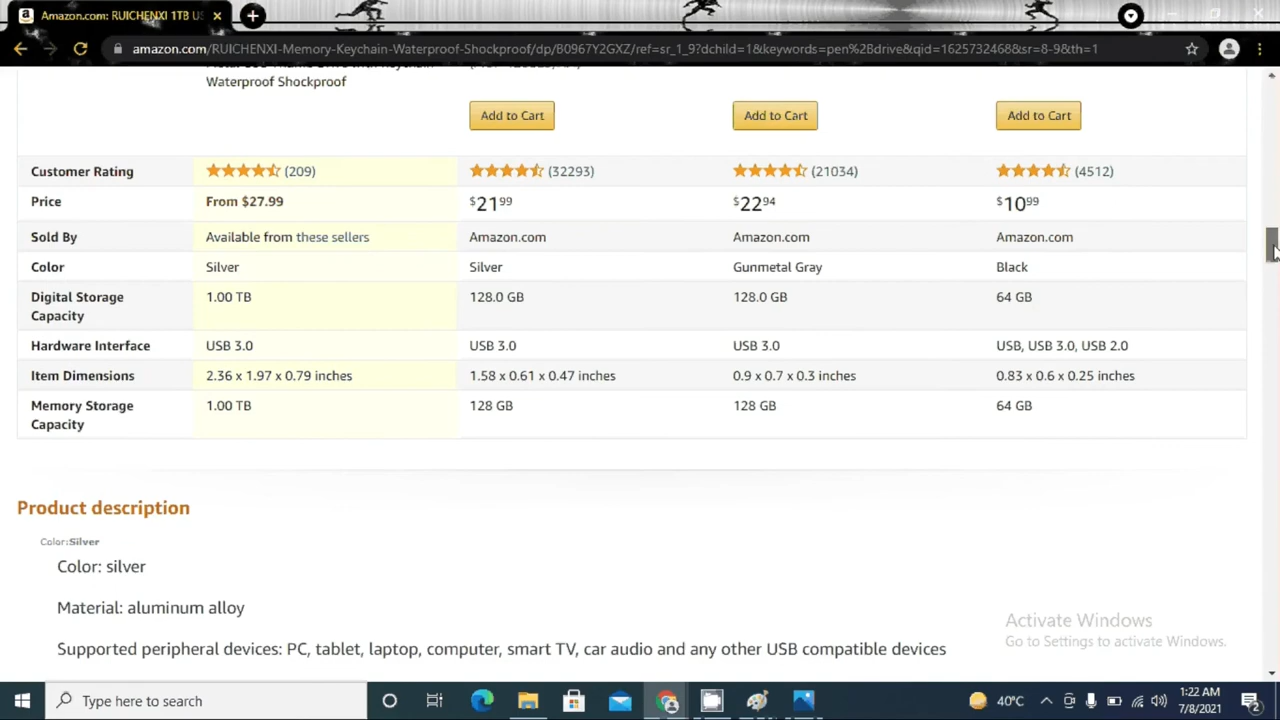 Amazon.com: RUICHENXI 1TB US
amazon.com/RUICHENXI-Memory-Keychain-Waterproof-Shockproof/dp/B0967Y2GXZ/ref=sr_1_9?dchild=1&keywords=pen%2Bdrive&qid=1625732468&sr=8-9&th=1
Waterproof Shockproof
Add to Cart Add to Cart Add to Cart
Customer Rating (209) (32293) (21034) (4512)
Price From $27.99 $2199 $2294 $1099
Sold By Available from these sellers Amazon.com Amazon.com Amazon.com
Color Silver Silver Gunmetal Gray Black
Digital Storage Capacity 1.00 TB 128.0 GB 128.0 GB 64 GB
Hardware Interface USB 3.0 USB 3.0 USB 3.0 USB, USB 3.0, USB 2.0
Item Dimensions 2.36 x 1.97 x 0.79 inches 1.58 x 0.61 x 0.47 inches 0.9 x 0.7 x 0.3 inches 0.83 x 0.6 x 0.25 inches
Memory Storage Capacity 1.00 TB 128 GB 128 GB 64 GB
Product description
Color:Silver
Color: silver
Material: aluminum alloy
Supported peripheral devices: PC, tablet, laptop, computer, smart TV, car audio and any other USB compatible devices
Activate Windows
Go to Settings to activate Windows.
Type here to search
40°C
1:22 AM
7/8/2021
2